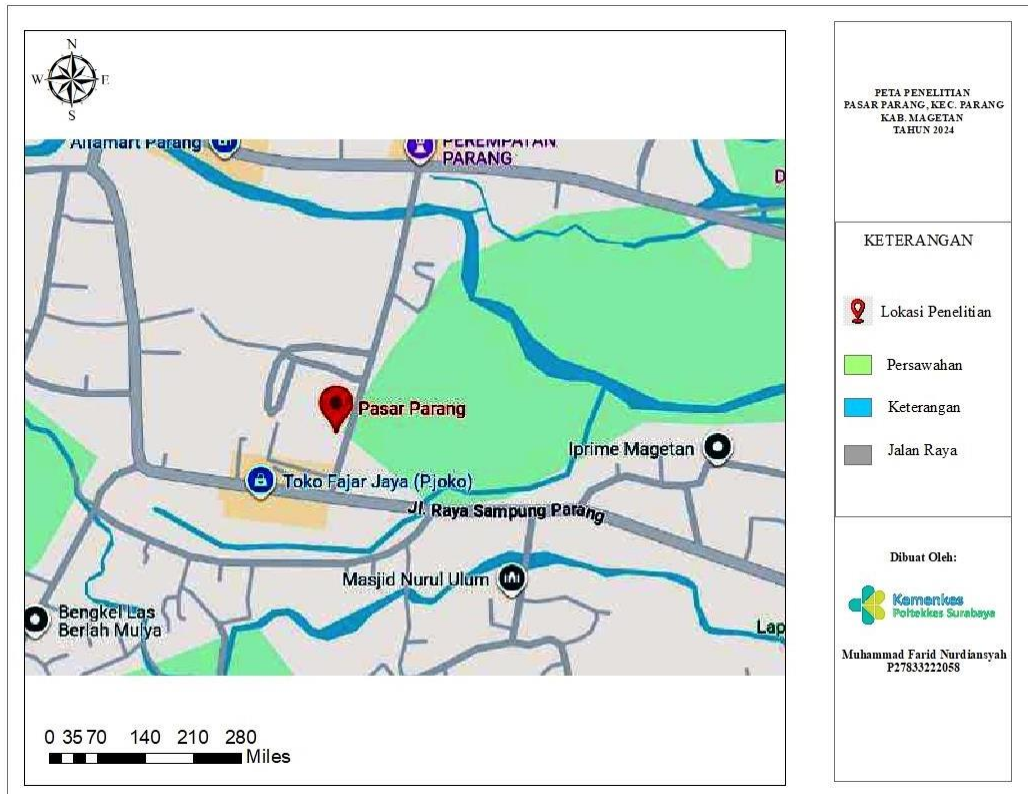 N
W E
S
Alfamart Parang
PEREMPATAN
PARANG
D
Pasar Parang
Iprime Magetan
Toko Fajar Jaya (Pjoko)
Jl. Raya Sampung Parang
Masjid Nurul Ulum
Bengkel Las
Berlah Mulya
Lap
0 35 70 140 210 280
Miles
PETA PENELITIAN
PASAR PARANG, KEC. PARANG
KAB. MAGETAN
TAHUN 2024
KETERANGAN
Lokasi Penelitian
Persawahan
Keterangan
Jalan Raya
Dibuat Oleh:
Kemenkes
Poltekkes Surabaya
Muhammad Farid Nurdiansyah
P27833222058